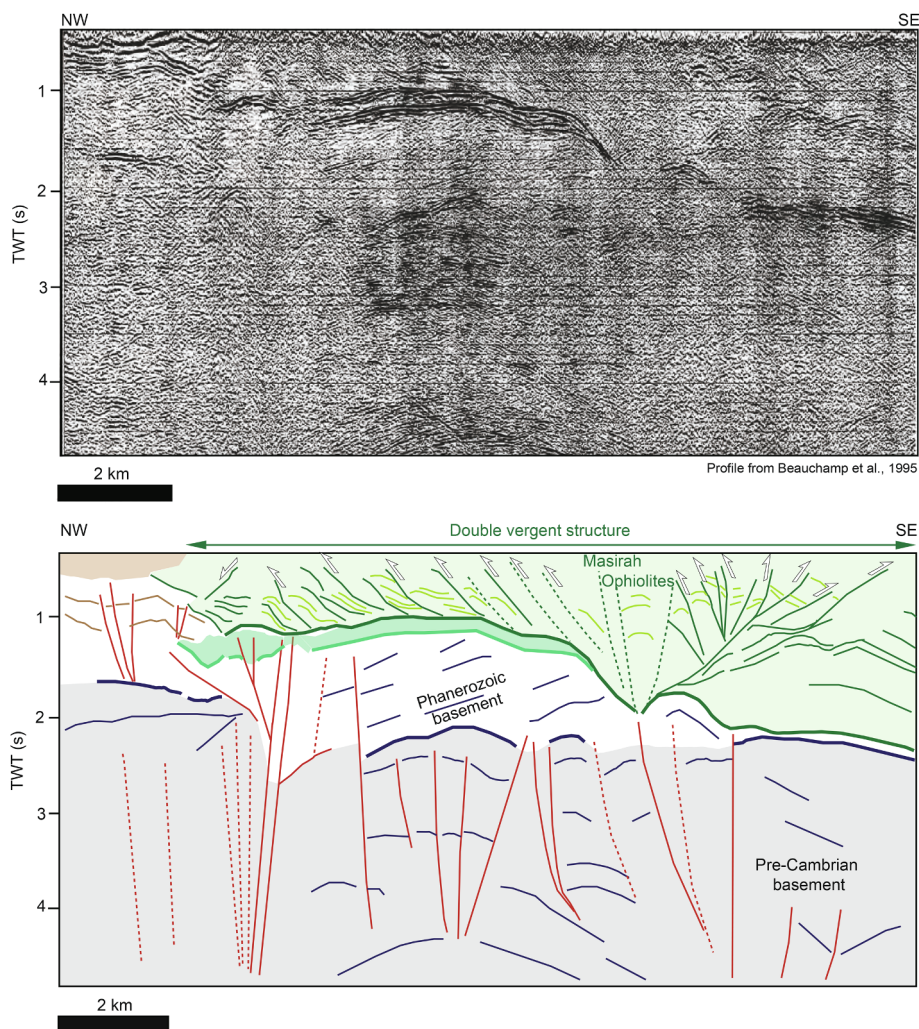 NW SE
1
2
TWT (s)
3
4
2 km
Profile from Beauchamp et al., 1995
NW SE
Double vergent structure
Masirah
Ophiolites
1
Phanerozoic
basement
2
TWT (s)
3
Pre-Cambrian
basement
4
2 km